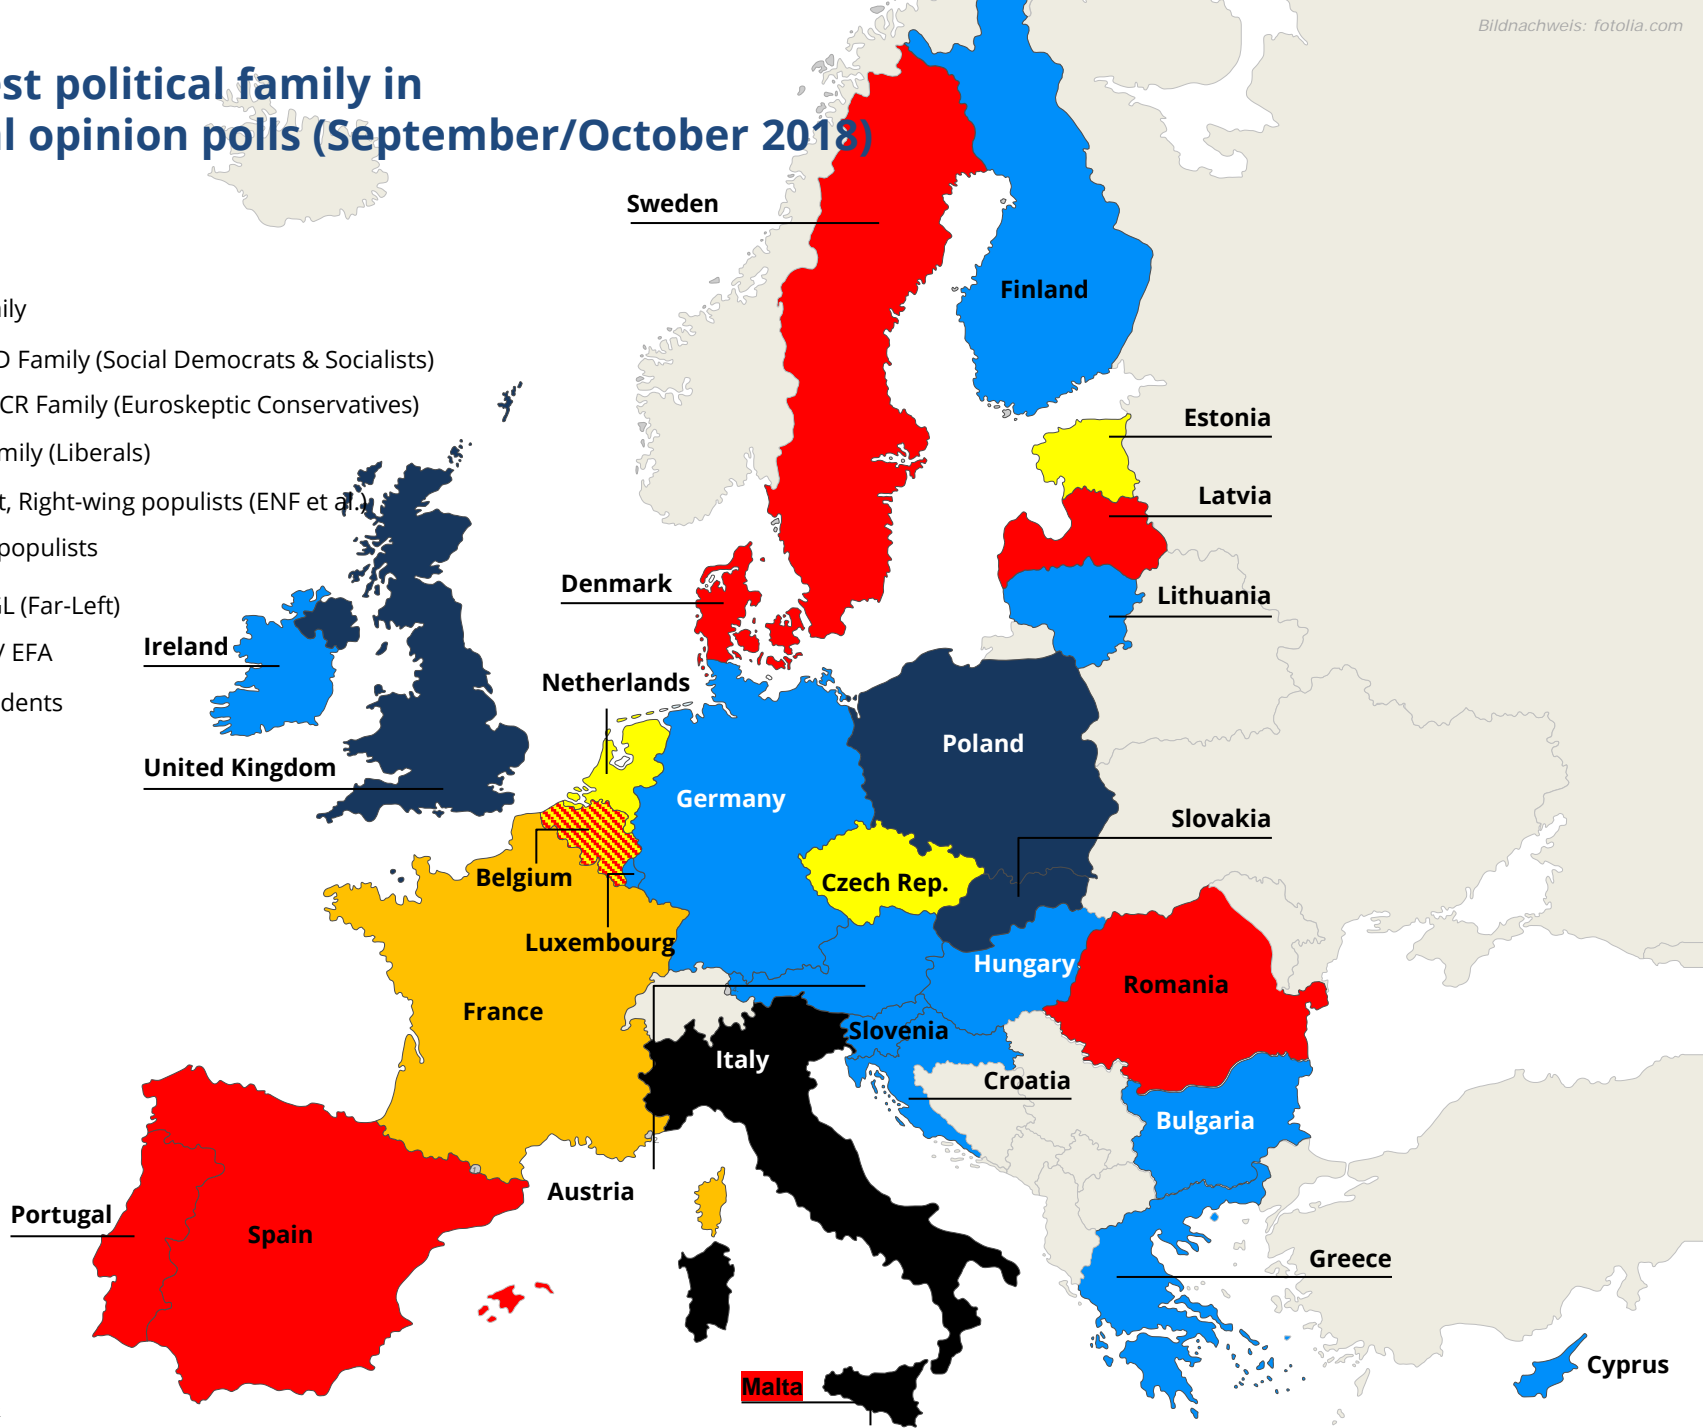 Bildnachweis: fotolia.com
est political family in
al opinion polls (September/October 2018)
Sweden
Finland
ily
D Family (Social Democrats & Socialists)
CR Family (Euroskeptic Conservatives)
Estonia
mily (Liberals)
Latvia
t, Right-wing populists (ENF et al.)
populists
Denmark
Lithuania
GL (Far-Left)
Ireland
/ EFA
Netherlands
dents
Poland
United Kingdom
Germany
Slovakia
Belgium
Czech Rep.
Luxembourg
Hungary
Romania
France
Slovenia
Italy
Croatia
Bulgaria
Austria
Portugal
Spain
Greece
Cyprus
Malta